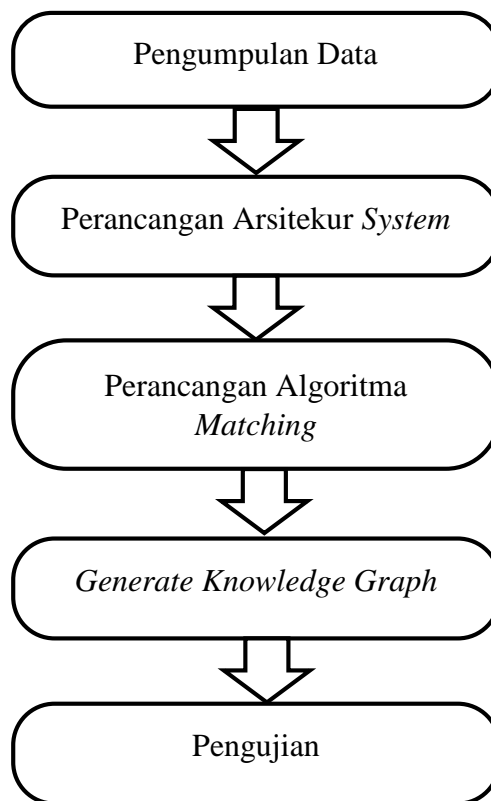 Pengumpulan Data
Perancangan Arsitekur System
Perancangan Algoritma
Matching
Generate Knowledge Graph
Pengujian